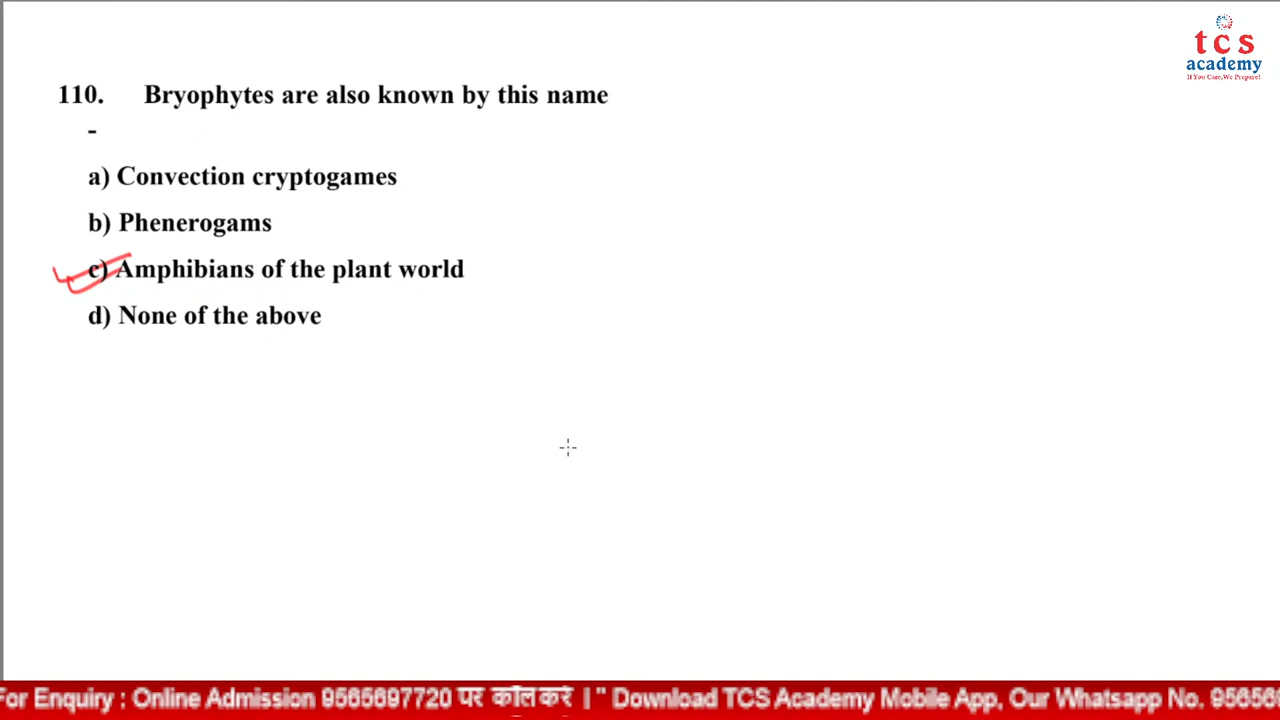 tcs
academy
If You Care,We Prepare!
110. Bryophytes are also known by this name
-
a) Convection cryptogames
b) Phenerogams
c) Amphibians of the plant world
d) None of the above
For Enquiry : Online Admission 9565697720 पर कॉल करें | " Download TCS Academy Mobile App, Our Whatsapp No. 95656